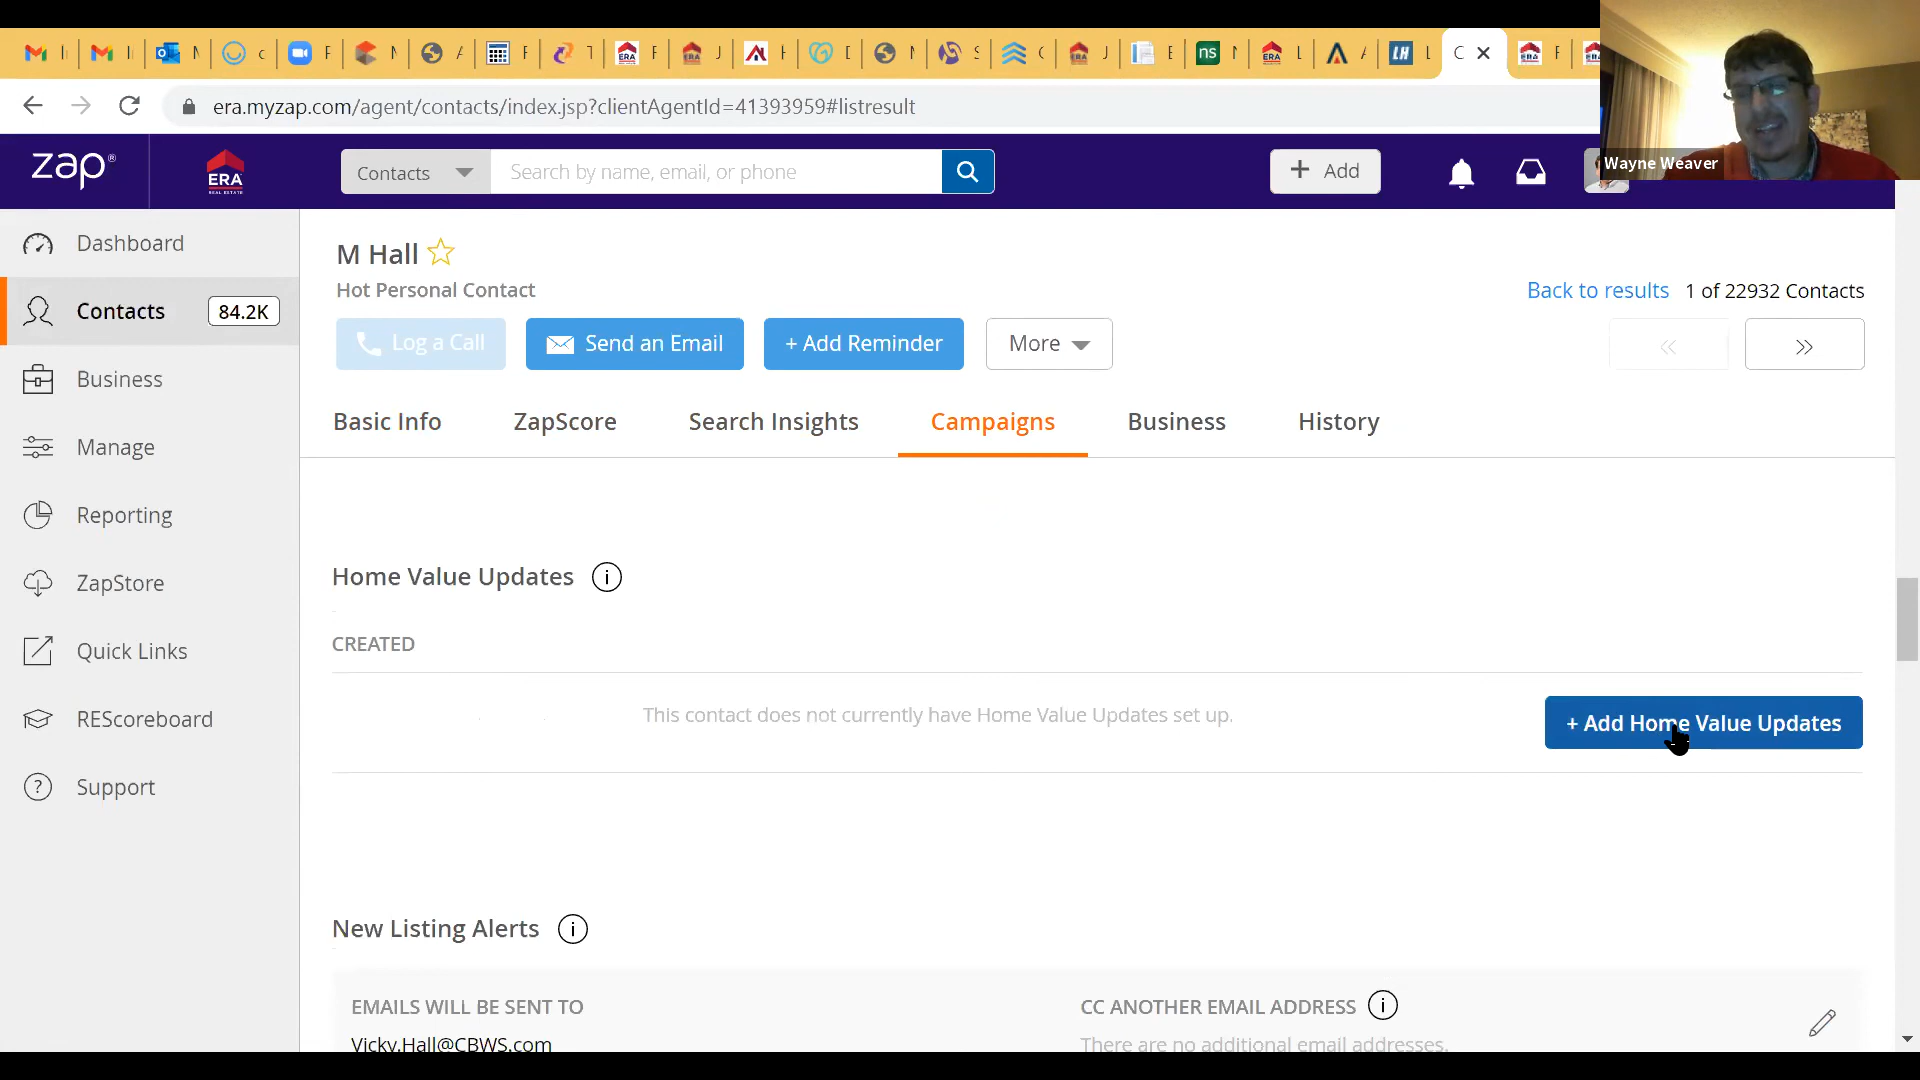 era.myzap.com/agent/contacts/index.jsp?clientAgentId=41393959#listresult
Wayne Weaver
zap®
ERA
REAL ESTATE
Contacts
Search by name, email, or phone
+ Add
Dashboard
Contacts 84.2K
Business
Manage
Reporting
ZapStore
Quick Links
REScoreboard
Support
M Hall
Hot Personal Contact
Back to results 1 of 22932 Contacts
Log a Call Send an Email + Add Reminder More
Basic Info ZapScore Search Insights Campaigns Business History
Home Value Updates
CREATED
This contact does not currently have Home Value Updates set up.
+ Add Home Value Updates
New Listing Alerts
EMAILS WILL BE SENT TO
Vicky.Hall@CBWS.com
CC ANOTHER EMAIL ADDRESS
There are no additional email addresses.